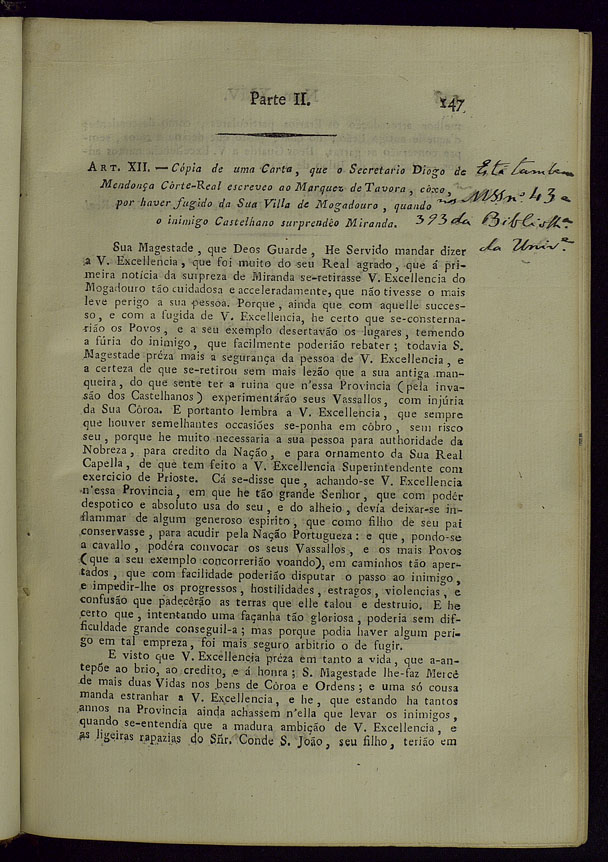 Parte II. 147
ART. XII. — Cópia de uma Carta, que o Secretario Diogo de
Mendonça Côrte-Real escreveo ao Marquez de Tavora, côxo,
por haver fugido da Sua Villa de Mogadouro, quando
o inimigo Castelhano surprendêo Miranda.
Esta tambem
nos MSS nº 43 e
393 da Biblioth.ª
da Univ.ª
Sua Magestade, que Deos Guarde, He Servido mandar dizer
a V. Excellencia, que foi muito do seu Real agrado, que á pri-
meira notícia da surpreza de Miranda se-retirasse V. Excellencia do
Mogadouro tão cuidadosa e acceleradamente, que não tivesse o mais
leve perigo a sua pessoa. Porque, ainda que com aquelle succes-
so, e com a fugida de V. Excellencia, he certo que se-consterna-
rião os Povos, e a seu exemplo desertavão os lugares, temendo
a fúria do inimigo, que facilmente poderião rebater; todavia S.
Magestade préza mais a segurança da pessoa de V. Excellencia, e
a certeza de que se-retirou sem mais lezão que a sua antiga man-
queira, do que sente ter a ruina que n'essa Provincia (pela inva-
são dos Castelhanos) experimentárão seus Vassallos, com injúria
da Sua Côroa. E portanto lembra a V. Excellencia, que sempre
que houver semelhantes occasiões se-ponha em côbro, sem risco
seu, porque he muito necessaria a sua pessoa para authoridade da
Nobreza, para credito da Nação, e para ornamento da Sua Real
Capella, de que tem feito a V. Excellencia Superintendente com
exercicio de Prioste. Cá se-disse que, achando-se V. Excellencia
n'essa Provincia, em que he tão grande Senhor, que com podér
despotico e absoluto usa do seu, e do alheio, devía deixar-se in-
flammar de algum generoso espirito, que como filho de seu pai
conservasse, para acudir pela Nação Portugueza: e que, pondo-se
a cavallo, podéra convocar os seus Vassallos, e os mais Povos
(que a seu exemplo concorrerião voando), em caminhos tão aper-
tados, que com facilidade poderião disputar o passo ao inimigo,
e impedir-lhe os progressos, hostilidades, estragos, violencias, e
confusão que padecêrão as terras que elle talou e destruio. E he
certo que, intentando uma façanha tão gloriosa, poderia sem dif-
ficuldade grande conseguil-a; mas porque podia haver algum peri-
go em tal empreza, foi mais seguro arbitrio o de fugir.
E visto que V. Excellencia préza em tanto a vida, que a-an-
tepõe ao brio, ao credito, e á honra; S. Magestade lhe-faz Mercê
de mais duas Vidas nos bens de Côroa e Ordens; e uma só cousa
manda estranhar a V. Excellencia, e he, que estando ha tantos
annos na Provincia ainda achassem n'ella que levar os inimigos,
quando se-entendía que a madura ambição de V. Excellencia, e
as ligeiras rapazias do Sñr. Conde S. João, seu filho, terião em